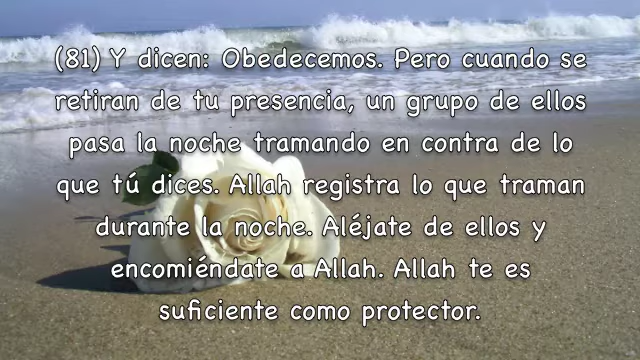 (81) Y dicen: Obedecemos. Pero cuando se
retiran de tu presencia, un grupo de ellos
pasa la noche tramando en contra de lo
que tú dices. Allah registra lo que traman
durante la noche. Aléjate de ellos y
encomiéndate a Allah. Allah te es
suficiente como protector.